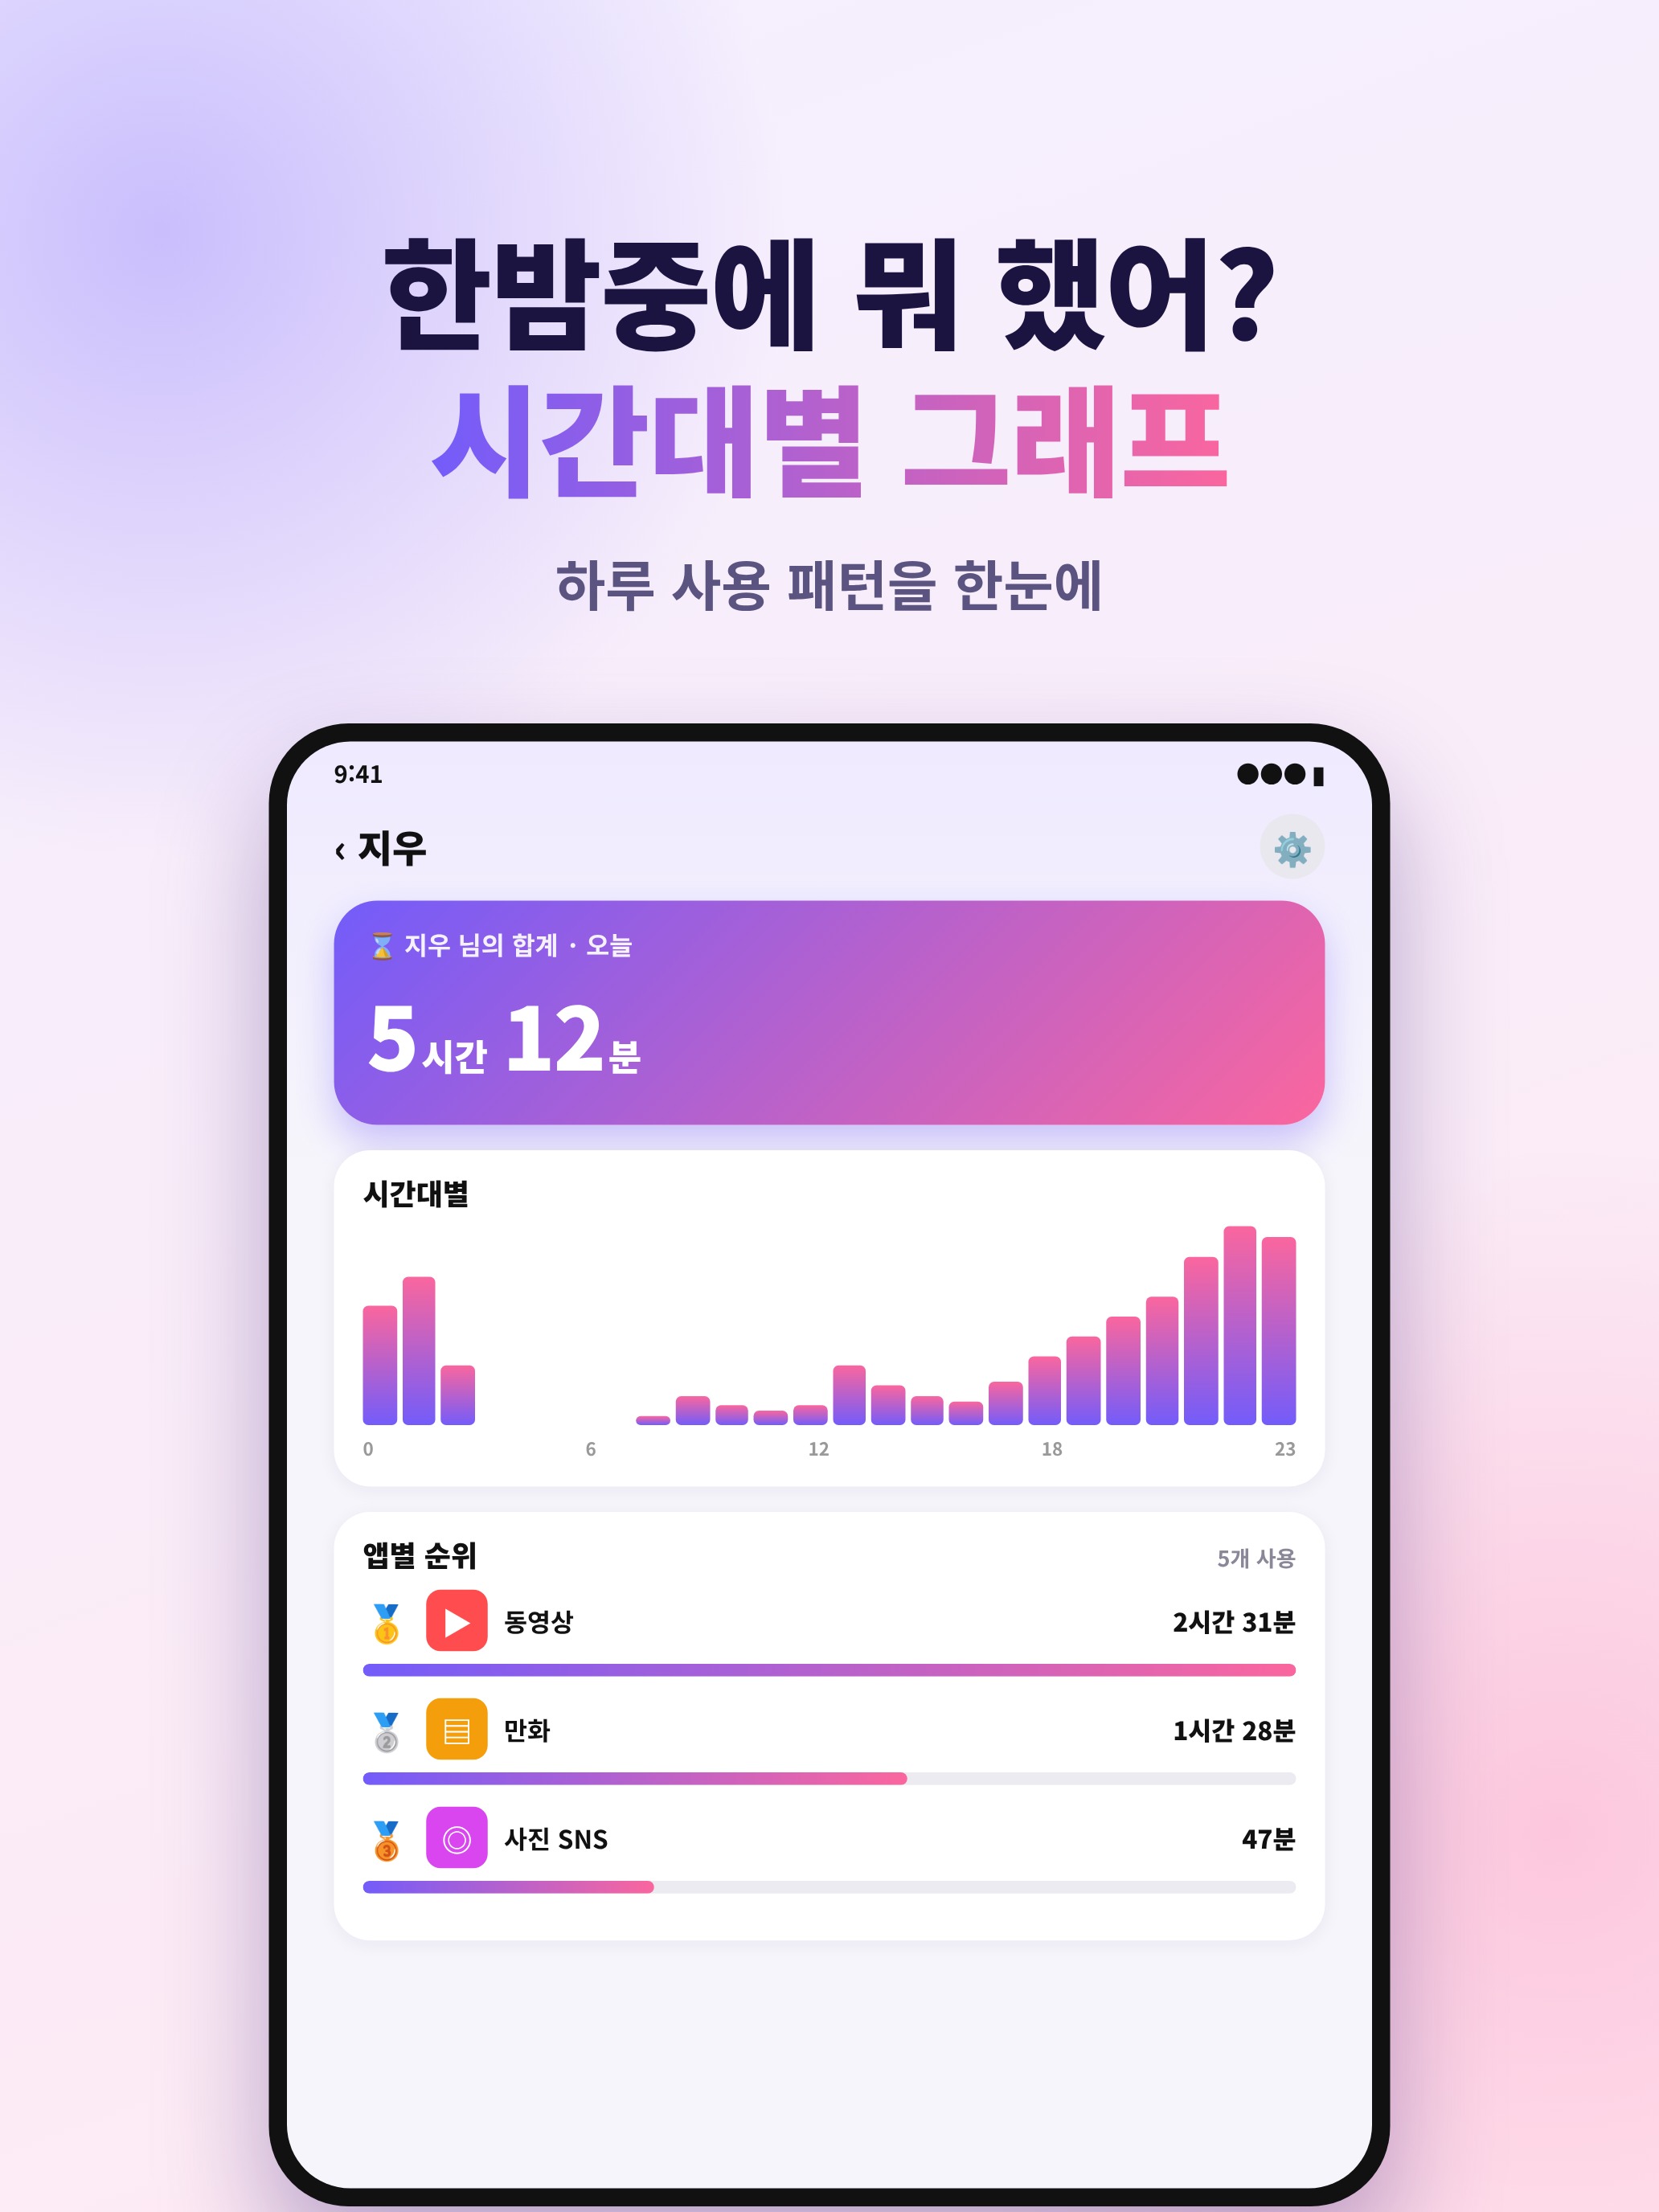 한밤중에 뭐 했어?
시간대별 그래프
하루 사용 패턴을 한눈에
9:41
‹ 지우
지우 님의 합계 · 오늘
5시간 12분
시간대별
0 6 12 18 23
앱별 순위 5개 사용
1 동영상 2시간 31분
2 만화 1시간 28분
3 사진 SNS 47분